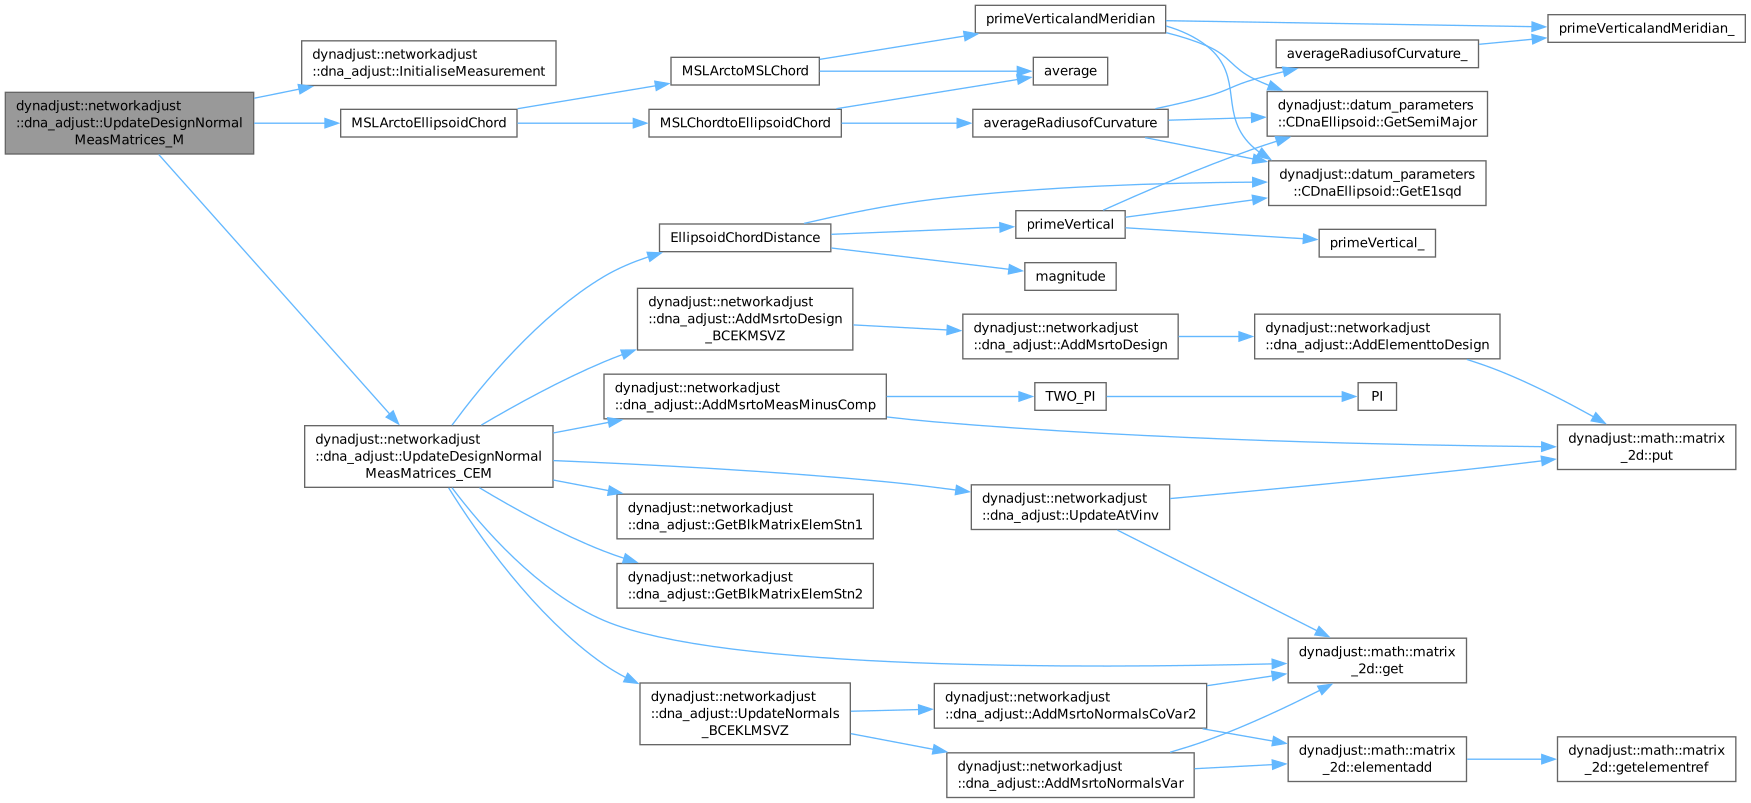 dynadjust::networkadjust
::dna_adjust::UpdateDesignNormal
MeasMatrices_M
dynadjust::networkadjust
::dna_adjust::InitialiseMeasurement
MSLArctoEllipsoidChord
MSLArctoMSLChord
MSLChordtoEllipsoidChord
primeVerticalandMeridian
average
averageRadiusofCurvature
averageRadiusofCurvature_
primeVerticalandMeridian_
dynadjust::datum_parameters
::CDnaEllipsoid::GetSemiMajor
dynadjust::datum_parameters
::CDnaEllipsoid::GetE1sqd
EllipsoidChordDistance
primeVertical
primeVertical_
magnitude
dynadjust::networkadjust
::dna_adjust::AddMsrtoDesign
_BCEKMSVZ
dynadjust::networkadjust
::dna_adjust::AddMsrtoDesign
dynadjust::networkadjust
::dna_adjust::AddElementtoDesign
dynadjust::networkadjust
::dna_adjust::AddMsrtoMeasMinusComp
TWO_PI
PI
dynadjust::math::matrix
_2d::put
dynadjust::networkadjust
::dna_adjust::UpdateDesignNormal
MeasMatrices_CEM
dynadjust::networkadjust
::dna_adjust::UpdateAtVinv
dynadjust::networkadjust
::dna_adjust::GetBlkMatrixElemStn1
dynadjust::networkadjust
::dna_adjust::GetBlkMatrixElemStn2
dynadjust::math::matrix
_2d::get
dynadjust::networkadjust
::dna_adjust::UpdateNormals
_BCEKLMSVZ
dynadjust::networkadjust
::dna_adjust::AddMsrtoNormalsCoVar2
dynadjust::networkadjust
::dna_adjust::AddMsrtoNormalsVar
dynadjust::math::matrix
_2d::elementadd
dynadjust::math::matrix
_2d::getelementref